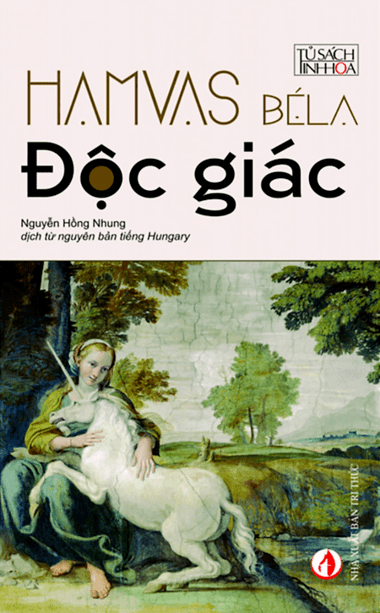 TỦ SÁCH
TINH HOA
HAMVAS BÉLA
Độc giác
Nguyễn Hồng Nhung
dịch từ nguyên bản tiếng Hungary
NHÀ XUẤT BẢN TRI THỨC